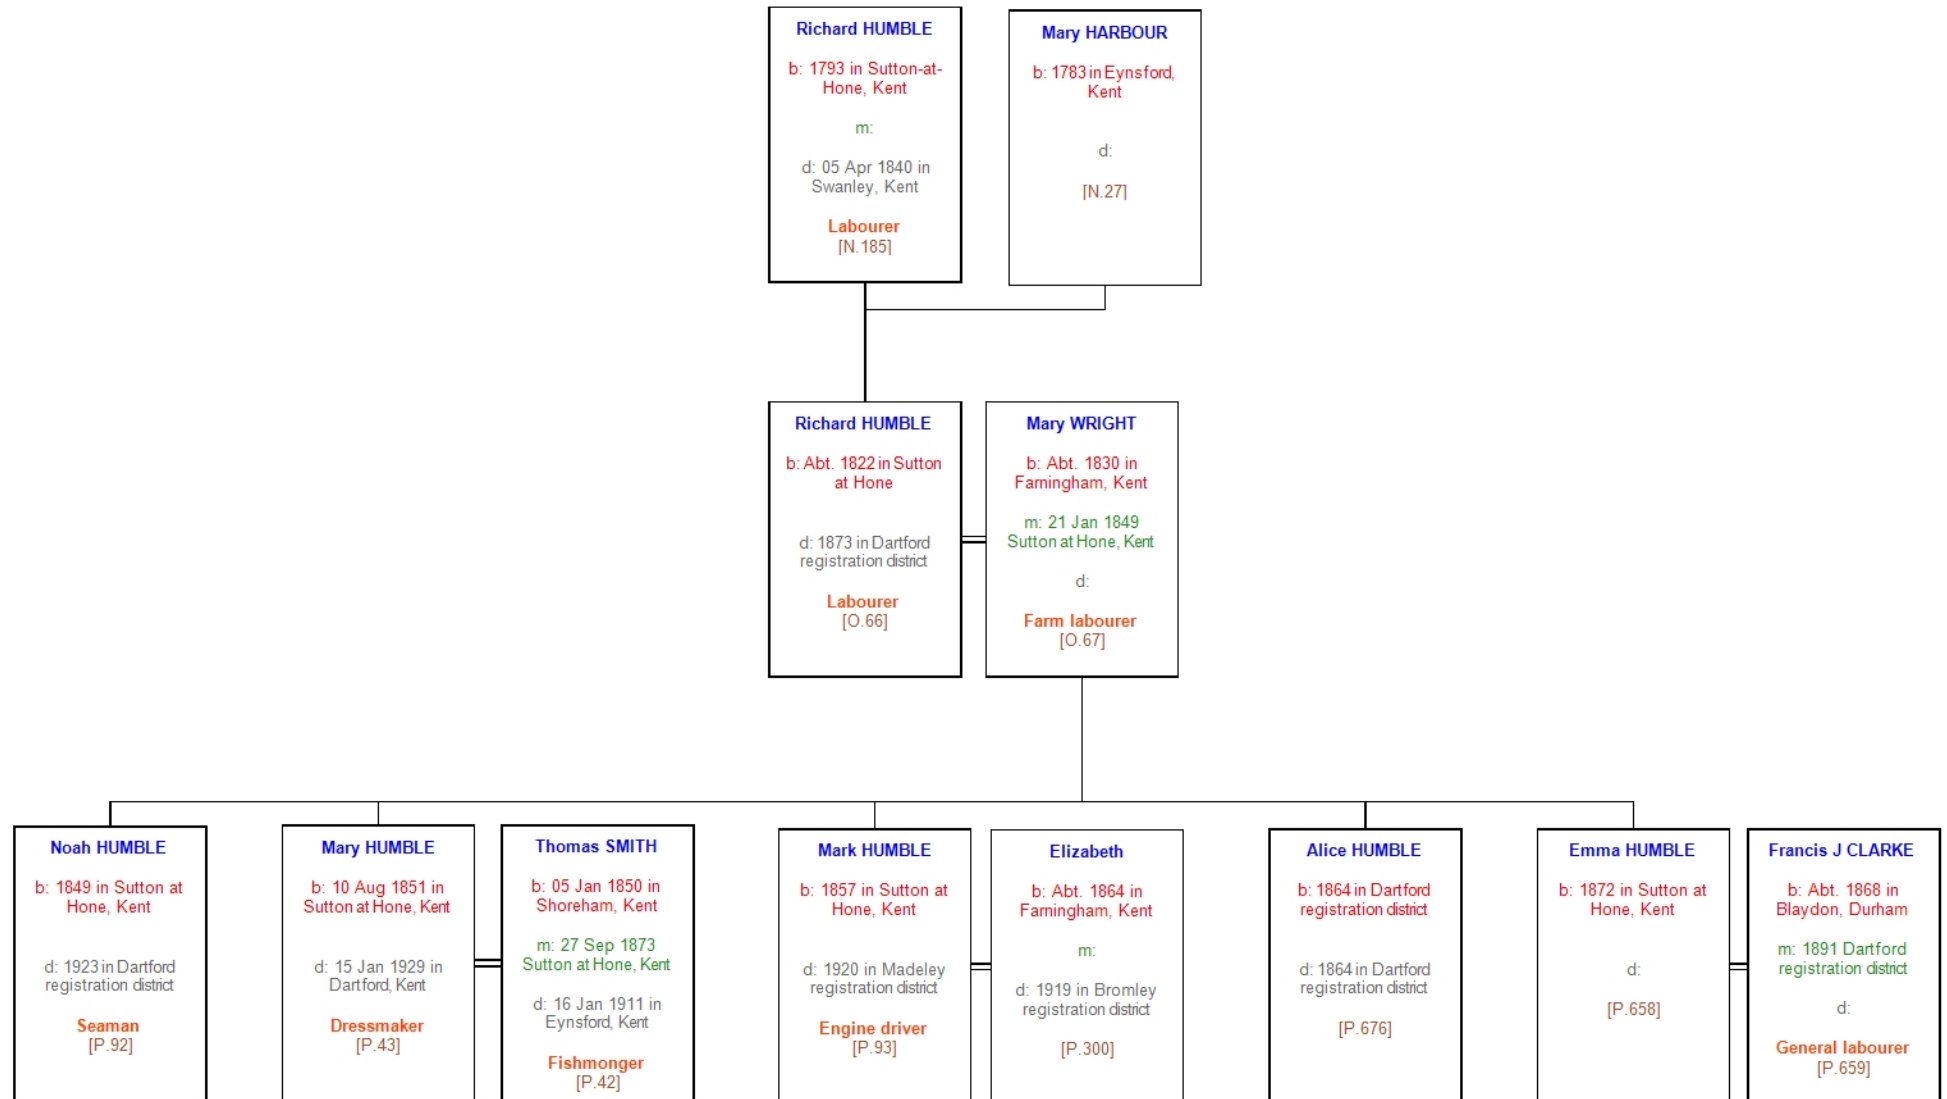 Richard HUMBLE
b: 1793 in Sutton-at-
Hone, Kent
m:
d: 05 Apr 1840 in
Swanley, Kent
Labourer
[N.185]
Mary HARBOUR
b: 1783 in Eynsford,
Kent
d:
[N.27]
Richard HUMBLE
b: Abt. 1822 in Sutton
at Hone
d: 1873 in Dartford
registration district
Labourer
[O.66]
Mary WRIGHT
b: Abt. 1830 in
Farningham, Kent
m: 21 Jan 1849
Sutton at Hone, Kent
d:
Farm labourer
[O.67]
Noah HUMBLE
b: 1849 in Sutton at
Hone, Kent
d: 1923 in Dartford
registration district
Seaman
[P.92]
Mary HUMBLE
b: 10 Aug 1851 in
Sutton at Hone, Kent
d: 15 Jan 1929 in
Dartford, Kent
Dressmaker
[P.43]
Thomas SMITH
b: 05 Jan 1850 in
Shoreham, Kent
m: 27 Sep 1873
Sutton at Hone, Kent
d: 16 Jan 1911 in
Eynsford, Kent
Fishmonger
[P.42]
Mark HUMBLE
b: 1857 in Sutton at
Hone, Kent
d: 1920 in Madeley
registration district
Engine driver
[P.93]
Elizabeth
b: Abt. 1864 in
Farningham, Kent
m:
d: 1919 in Bromley
registration district
[P.300]
Alice HUMBLE
b: 1864 in Dartford
registration district
d: 1864 in Dartford
registration district
[P.676]
Emma HUMBLE
b: 1872 in Sutton at
Hone, Kent
d:
[P.658]
Francis J CLARKE
b: Abt. 1868 in
Blaydon, Durham
m: 1891 Dartford
registration district
d:
General labourer
[P.659]